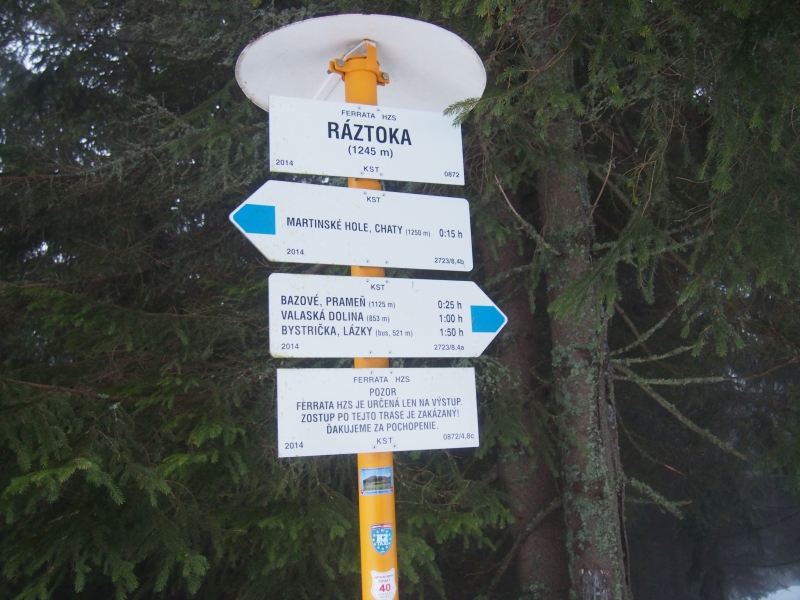 FERRATA HZS
RÁZTOKA
(1245 m)
2014 KST 0872
KST
MARTINSKÉ HOLE, CHATY (1250 m) 0:15 h
2014 2723/8,4b
KST
BAZOVÉ, PRAMEŇ (1125 m) 0:25 h
VALASKÁ DOLINA (853 m) 1:00 h
BYSTRIČKA, LÁZKY (bus. 521 m) 1:50 h
2014 2723/8,4a
FERRATA HZS
POZOR
FERRATA HZS JE URČENÁ LEN NA VÝSTUP.
ZOSTUP PO TEJTO TRASE JE ZAKÁZANÝ!
ĎAKUJEME ZA POCHOPENIE.
2014 KST 0872/4,8c
40